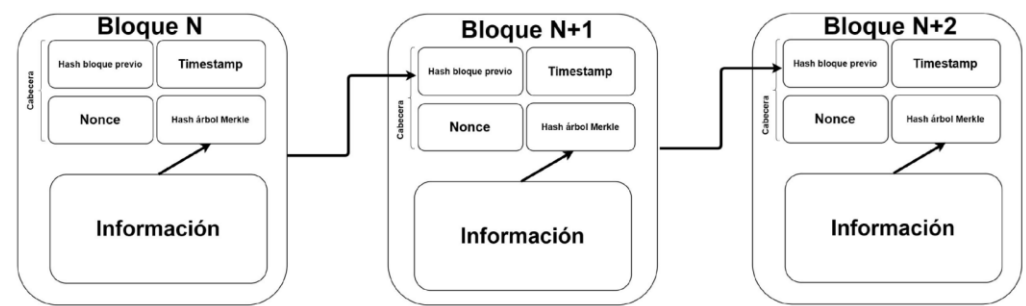 Bloque N
Cabecera
Hash bloque previo
Timestamp
Nonce
Hash árbol Merkle
Información
Bloque N+1
Cabecera
Hash bloque previo
Timestamp
Nonce
Hash árbol Merkle
Información
Bloque N+2
Cabecera
Hash bloque previo
Timestamp
Nonce
Hash árbol Merkle
Información